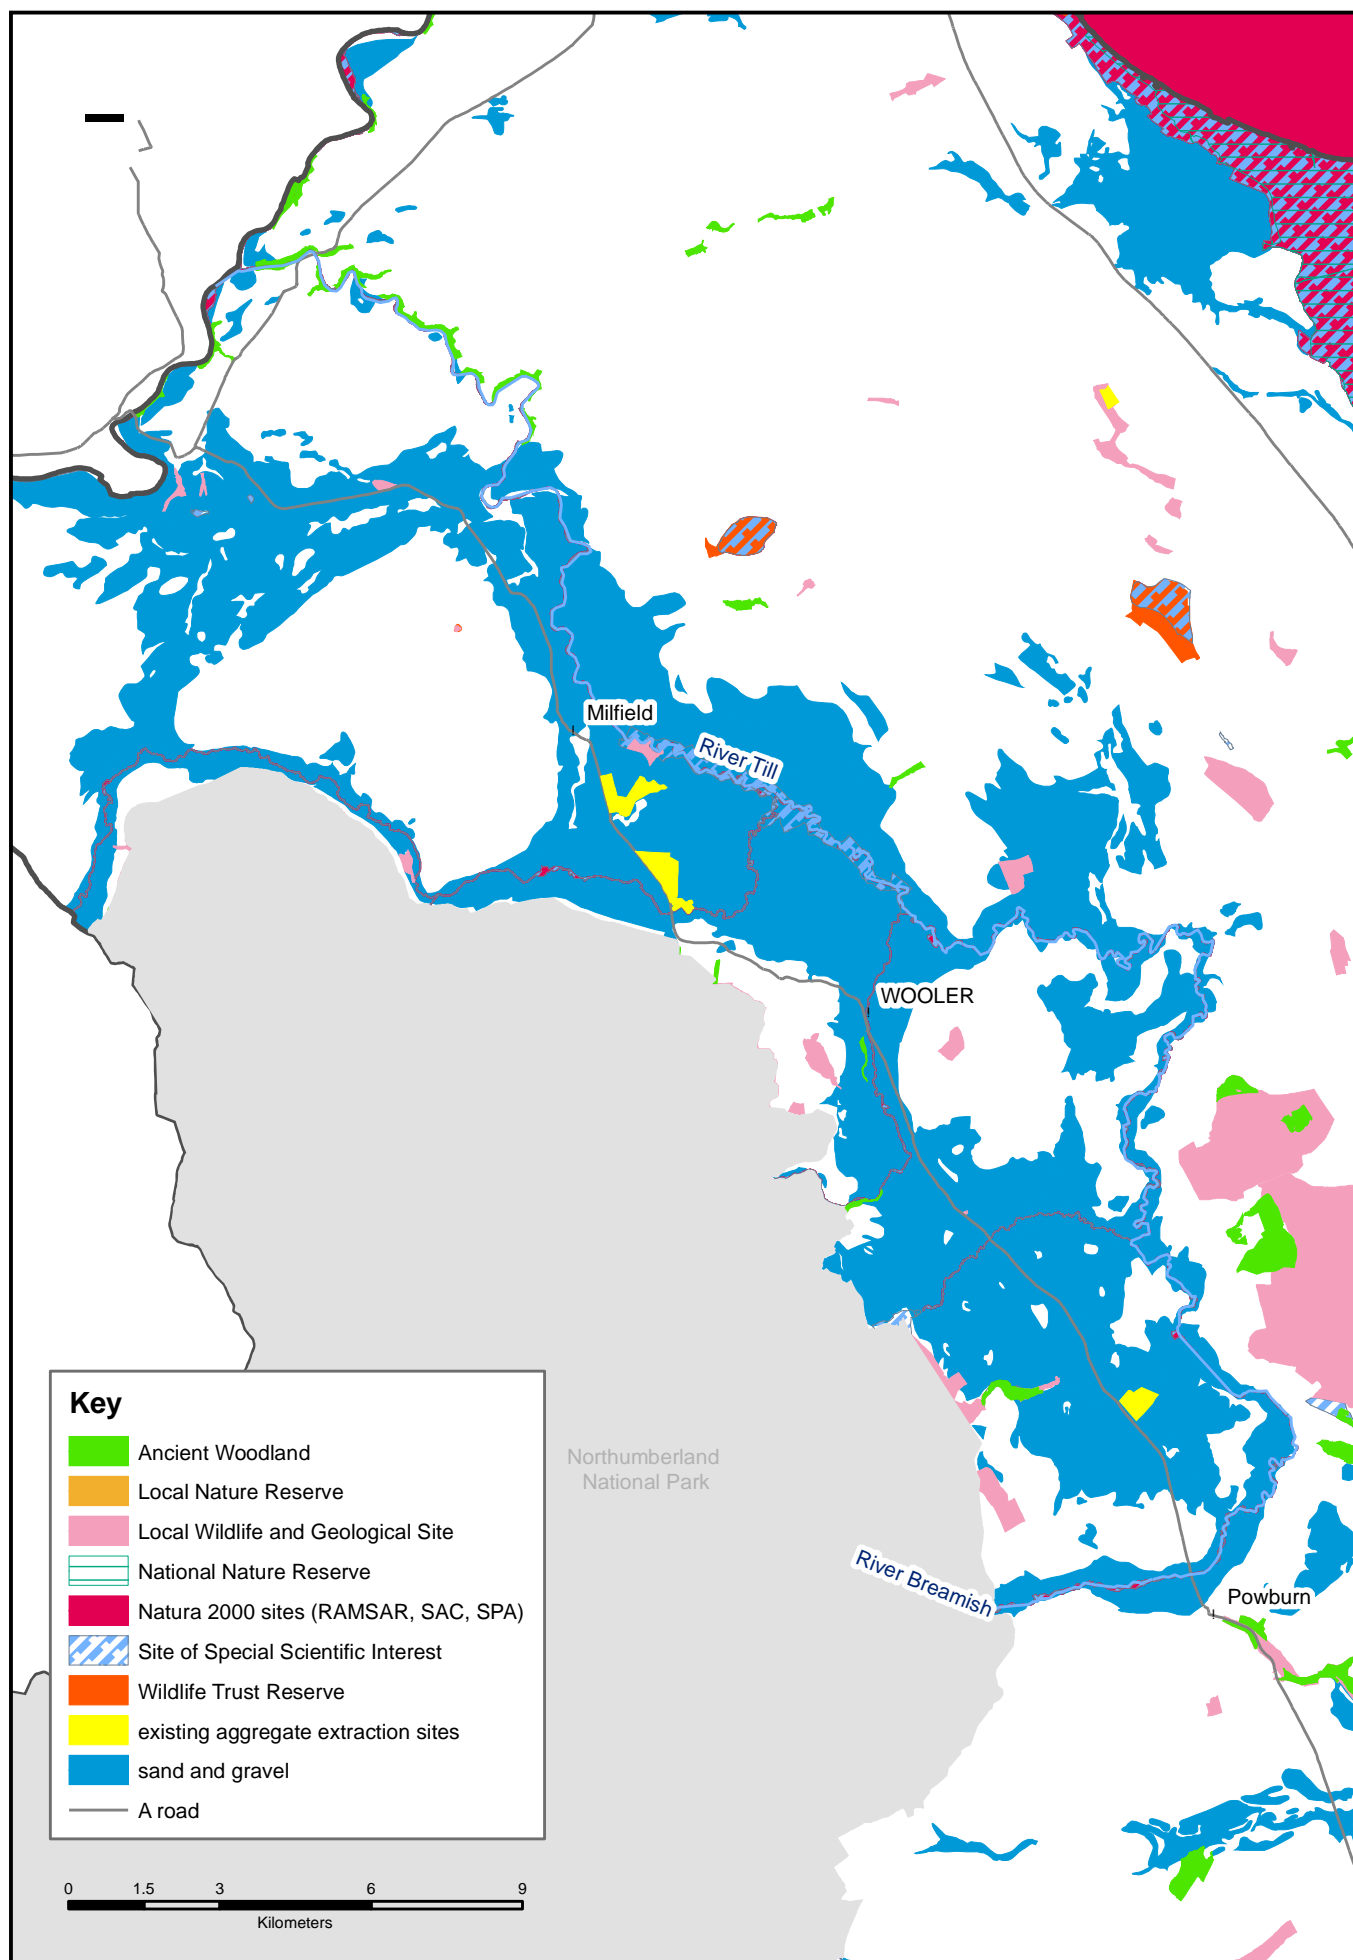 Milfield
River Till
WOOLER
Key
Ancient Woodland
Local Nature Reserve
Local Wildlife and Geological Site
National Nature Reserve
Natura 2000 sites (RAMSAR, SAC, SPA)
Site of Special Scientific Interest
Wildlife Trust Reserve
existing aggregate extraction sites
sand and gravel
A road
Northumberland
National Park
River Breamish
Powburn
0 1.5 3 6 9
Kilometers